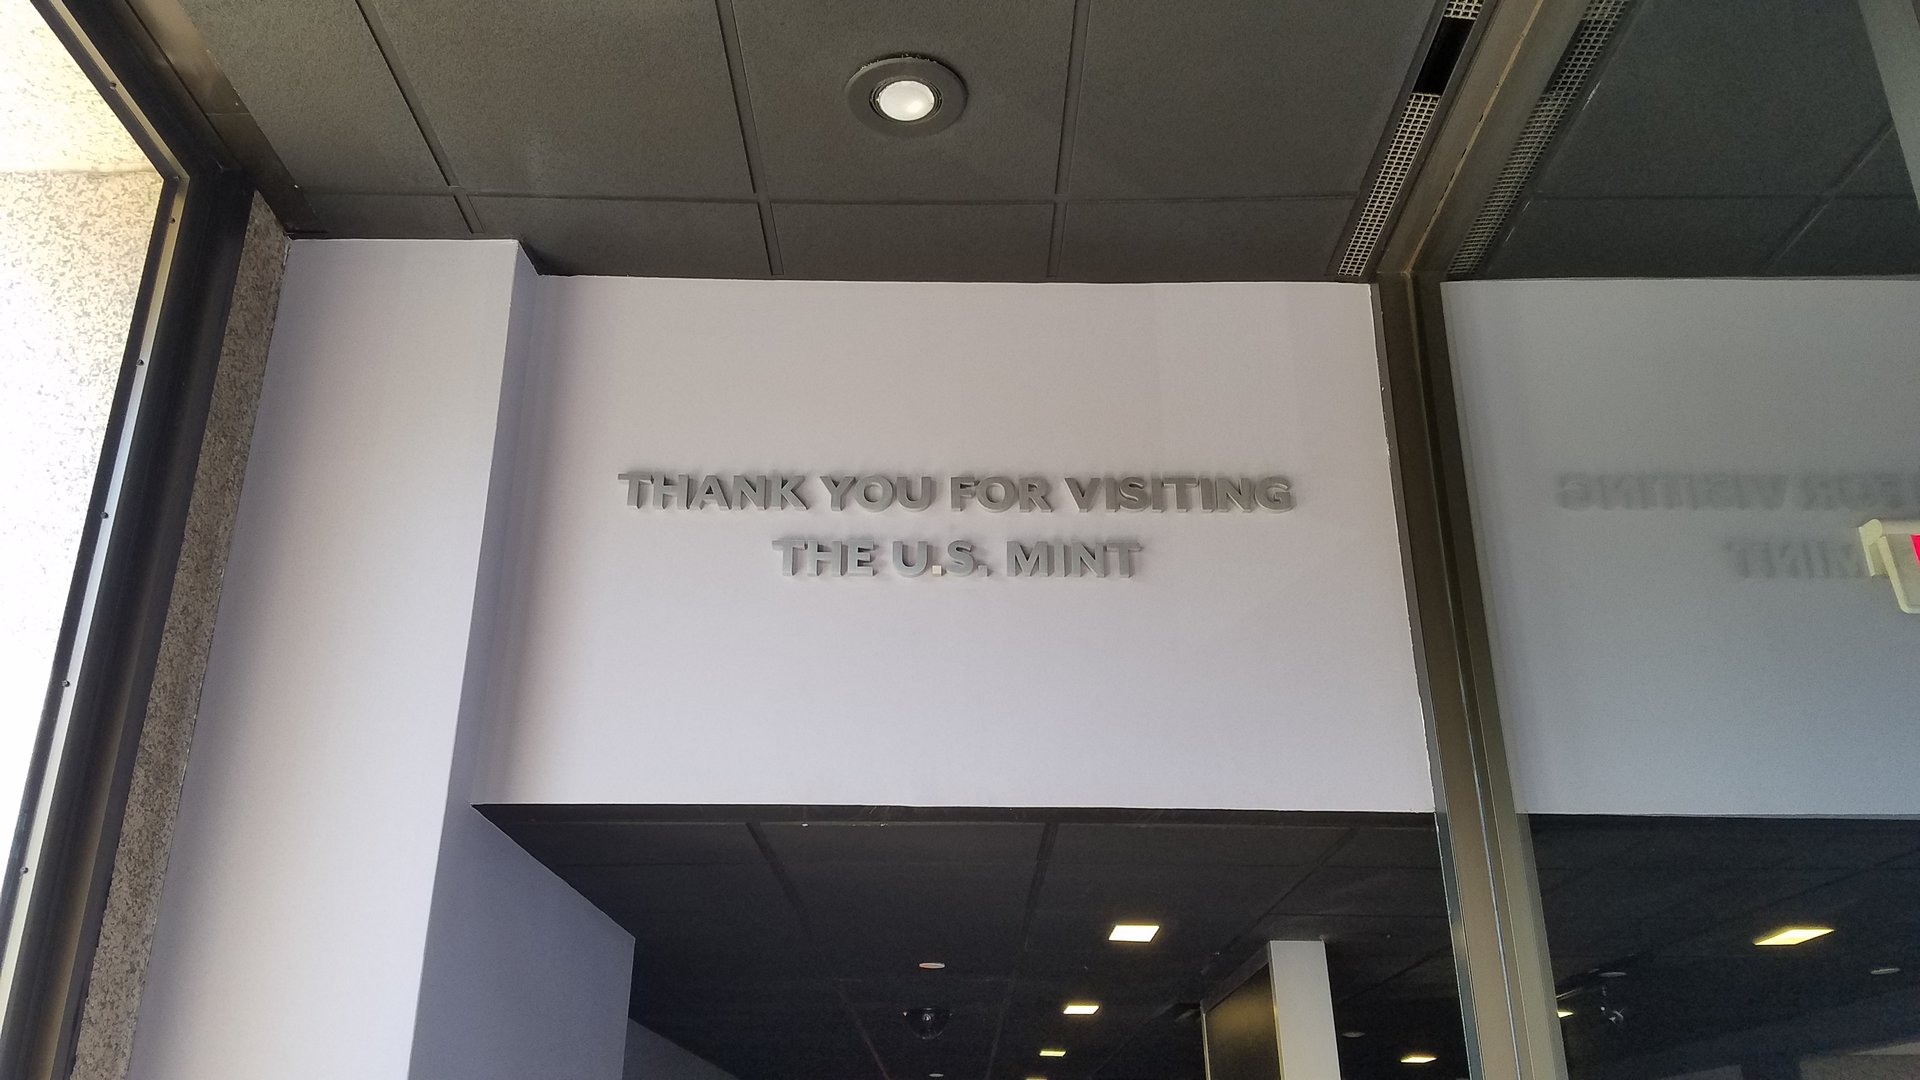 THANK YOU FOR VISITING
THE U.S. MINT